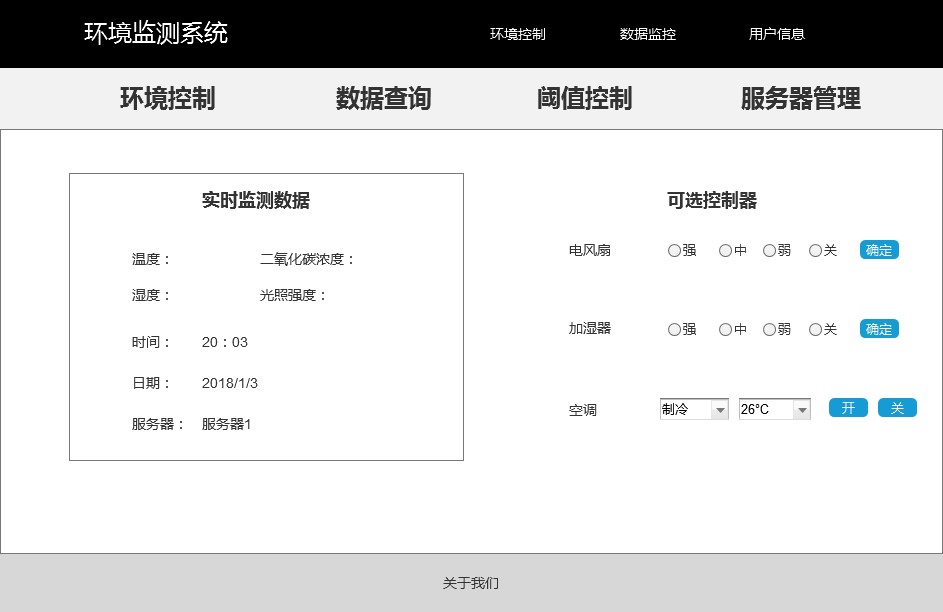 环境监测系统 环境控制 数据监控 用户信息
环境控制 数据查询 阈值控制 服务器管理
实时监测数据
温度： 二氧化碳浓度：
湿度： 光照强度：
时间： 20：03
日期： 2018/1/3
服务器： 服务器1
可选控制器
电风扇 强 中 弱 关 确定
加湿器 强 中 弱 关 确定
空调 制冷 26°C 开 关
关于我们